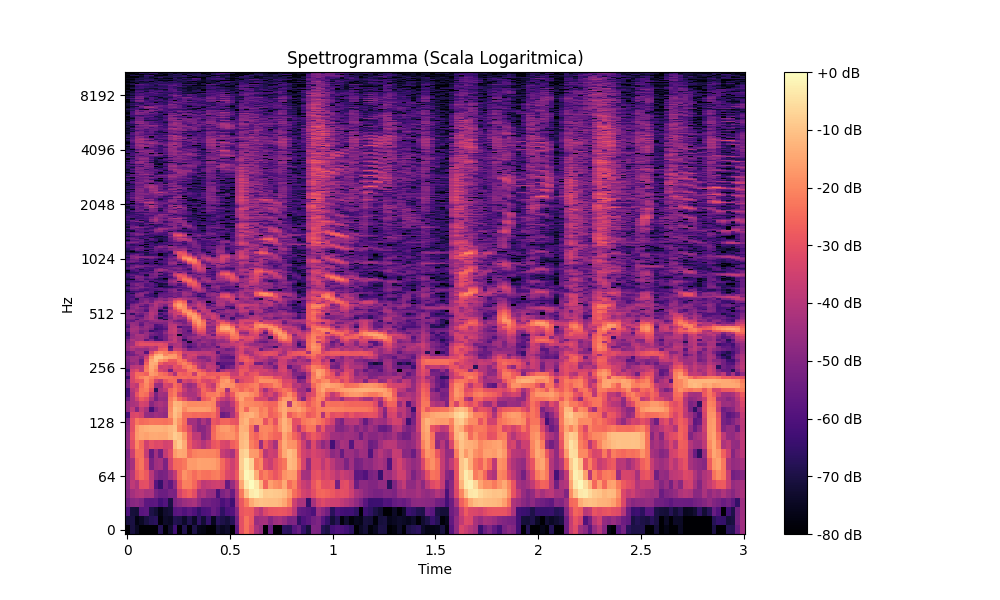 Spettrogramma (Scala Logaritmica)
Hz
8192
4096
2048
1024
512
256
128
64
0
0
0.5
1
1.5
2
2.5
3
Time
+0 dB
-10 dB
-20 dB
-30 dB
-40 dB
-50 dB
-60 dB
-70 dB
-80 dB